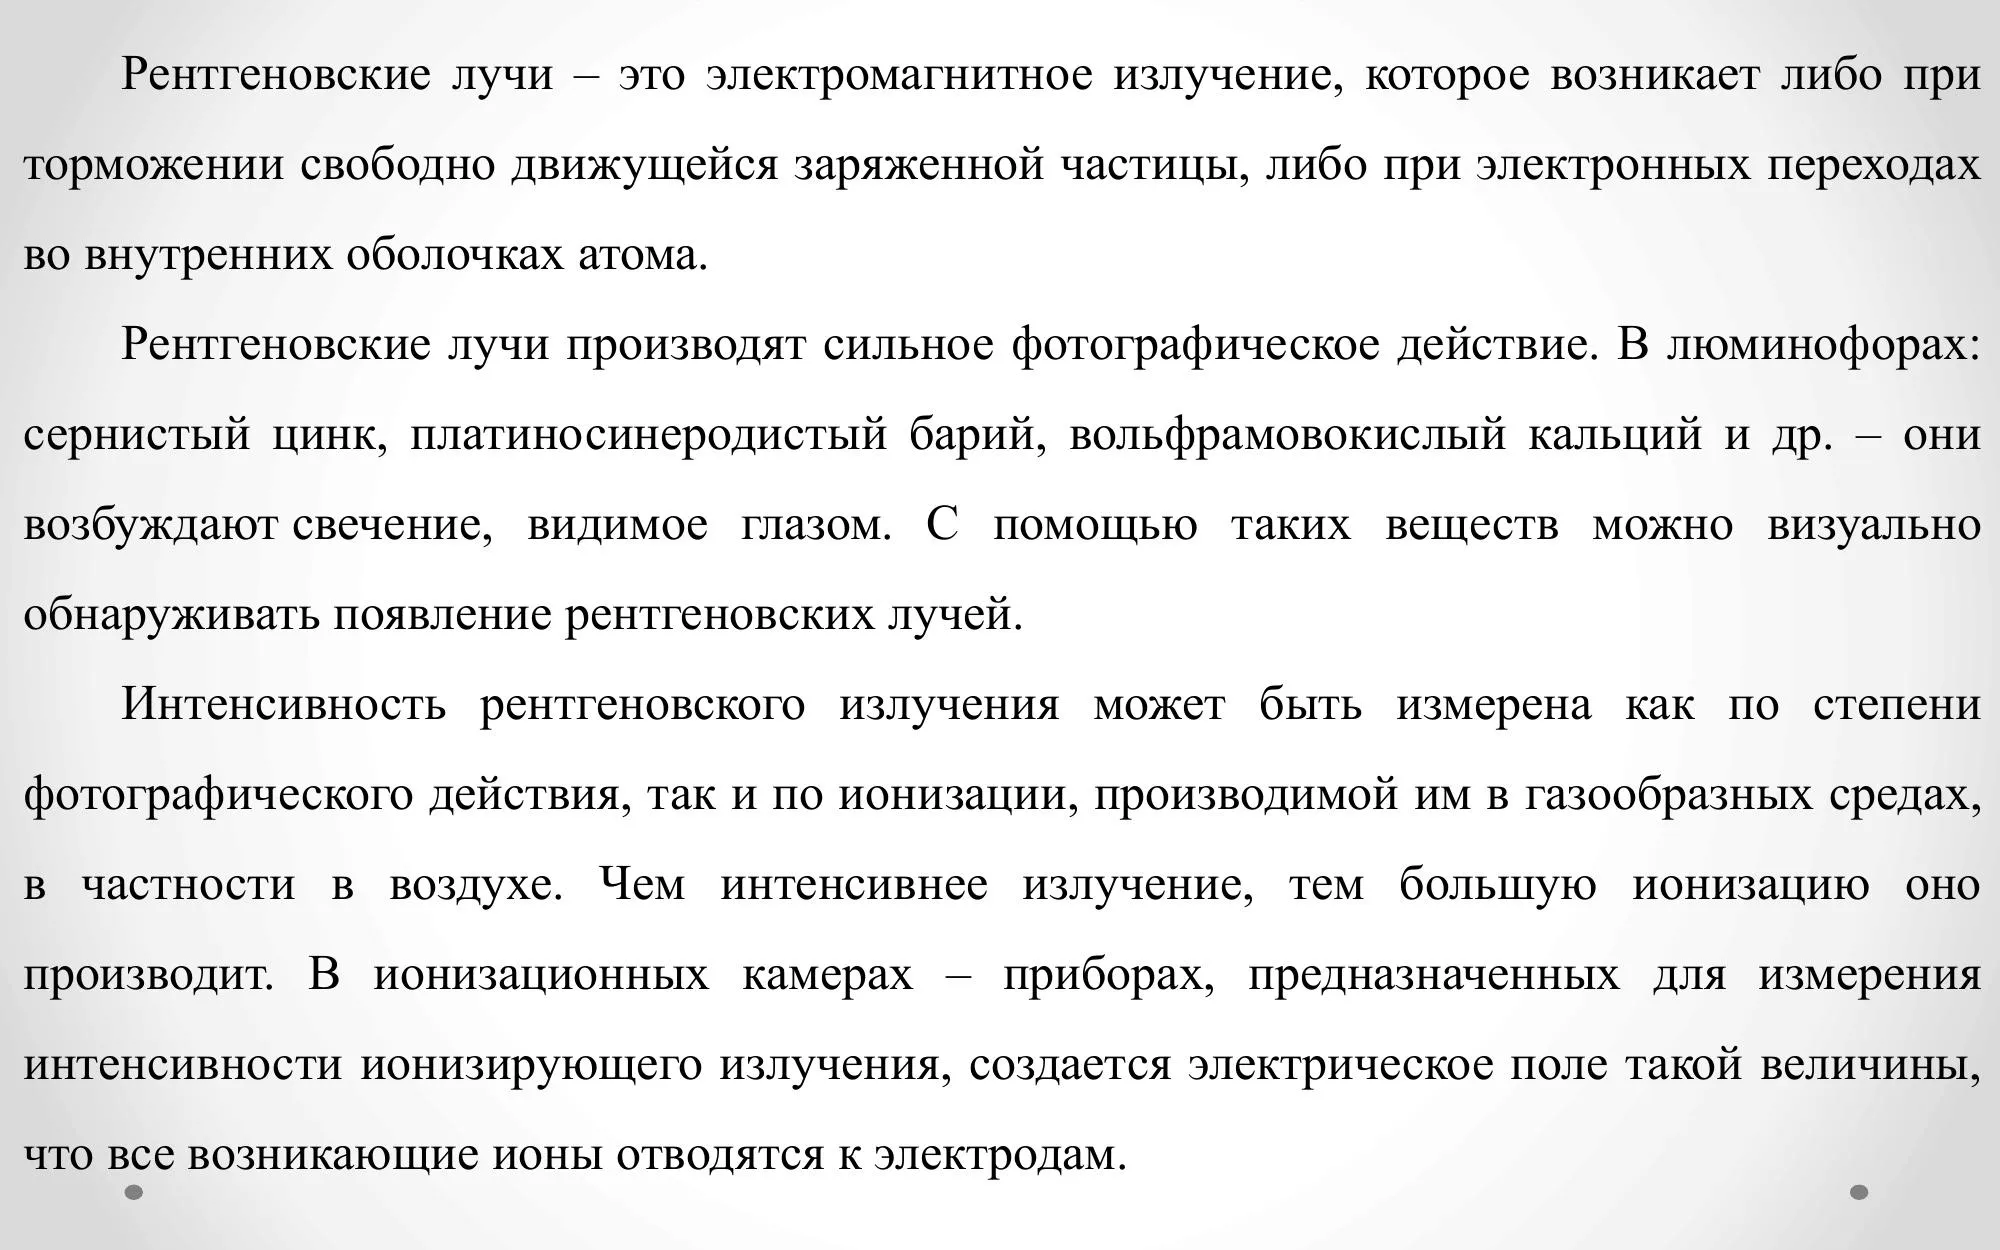 Рентгеновские лучи – это электромагнитное излучение, которое возникает либо при
торможении свободно движущейся заряженной частицы, либо при электронных переходах
во внутренних оболочках атома.
Рентгеновские лучи производят сильное фотографическое действие. В люминофорах:
сернистый цинк, платиносинеродистый барий, вольфрамовокислый кальций и др. – они
возбуждают свечение, видимое глазом. С помощью таких веществ можно визуально
обнаруживать появление рентгеновских лучей.
Интенсивность рентгеновского излучения может быть измерена как по степени
фотографического действия, так и по ионизации, производимой им в газообразных средах,
в частности в воздухе. Чем интенсивнее излучение, тем большую ионизацию оно
производит. В ионизационных камерах – приборах, предназначенных для измерения
интенсивности ионизирующего излучения, создается электрическое поле такой величины,
что все возникающие ионы отводятся к электродам.